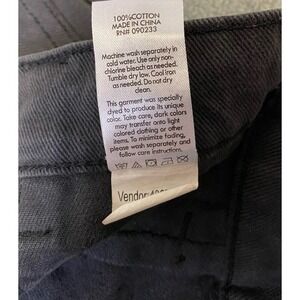 100%COTTON
MADE IN CHINA
RN# 090233
Machine wash separately in
cold water. Use only non-
chlorine bleach as needed.
Tumble dry low. Cool iron
as needed. Do not dry
clean.
This garment was specially
dyed to produce its unique
color. Take care, dark colors
may transfer onto light
colored clothing or other
items. To minimize fading,
please wash separately and
follow care instructions.
Vendor: